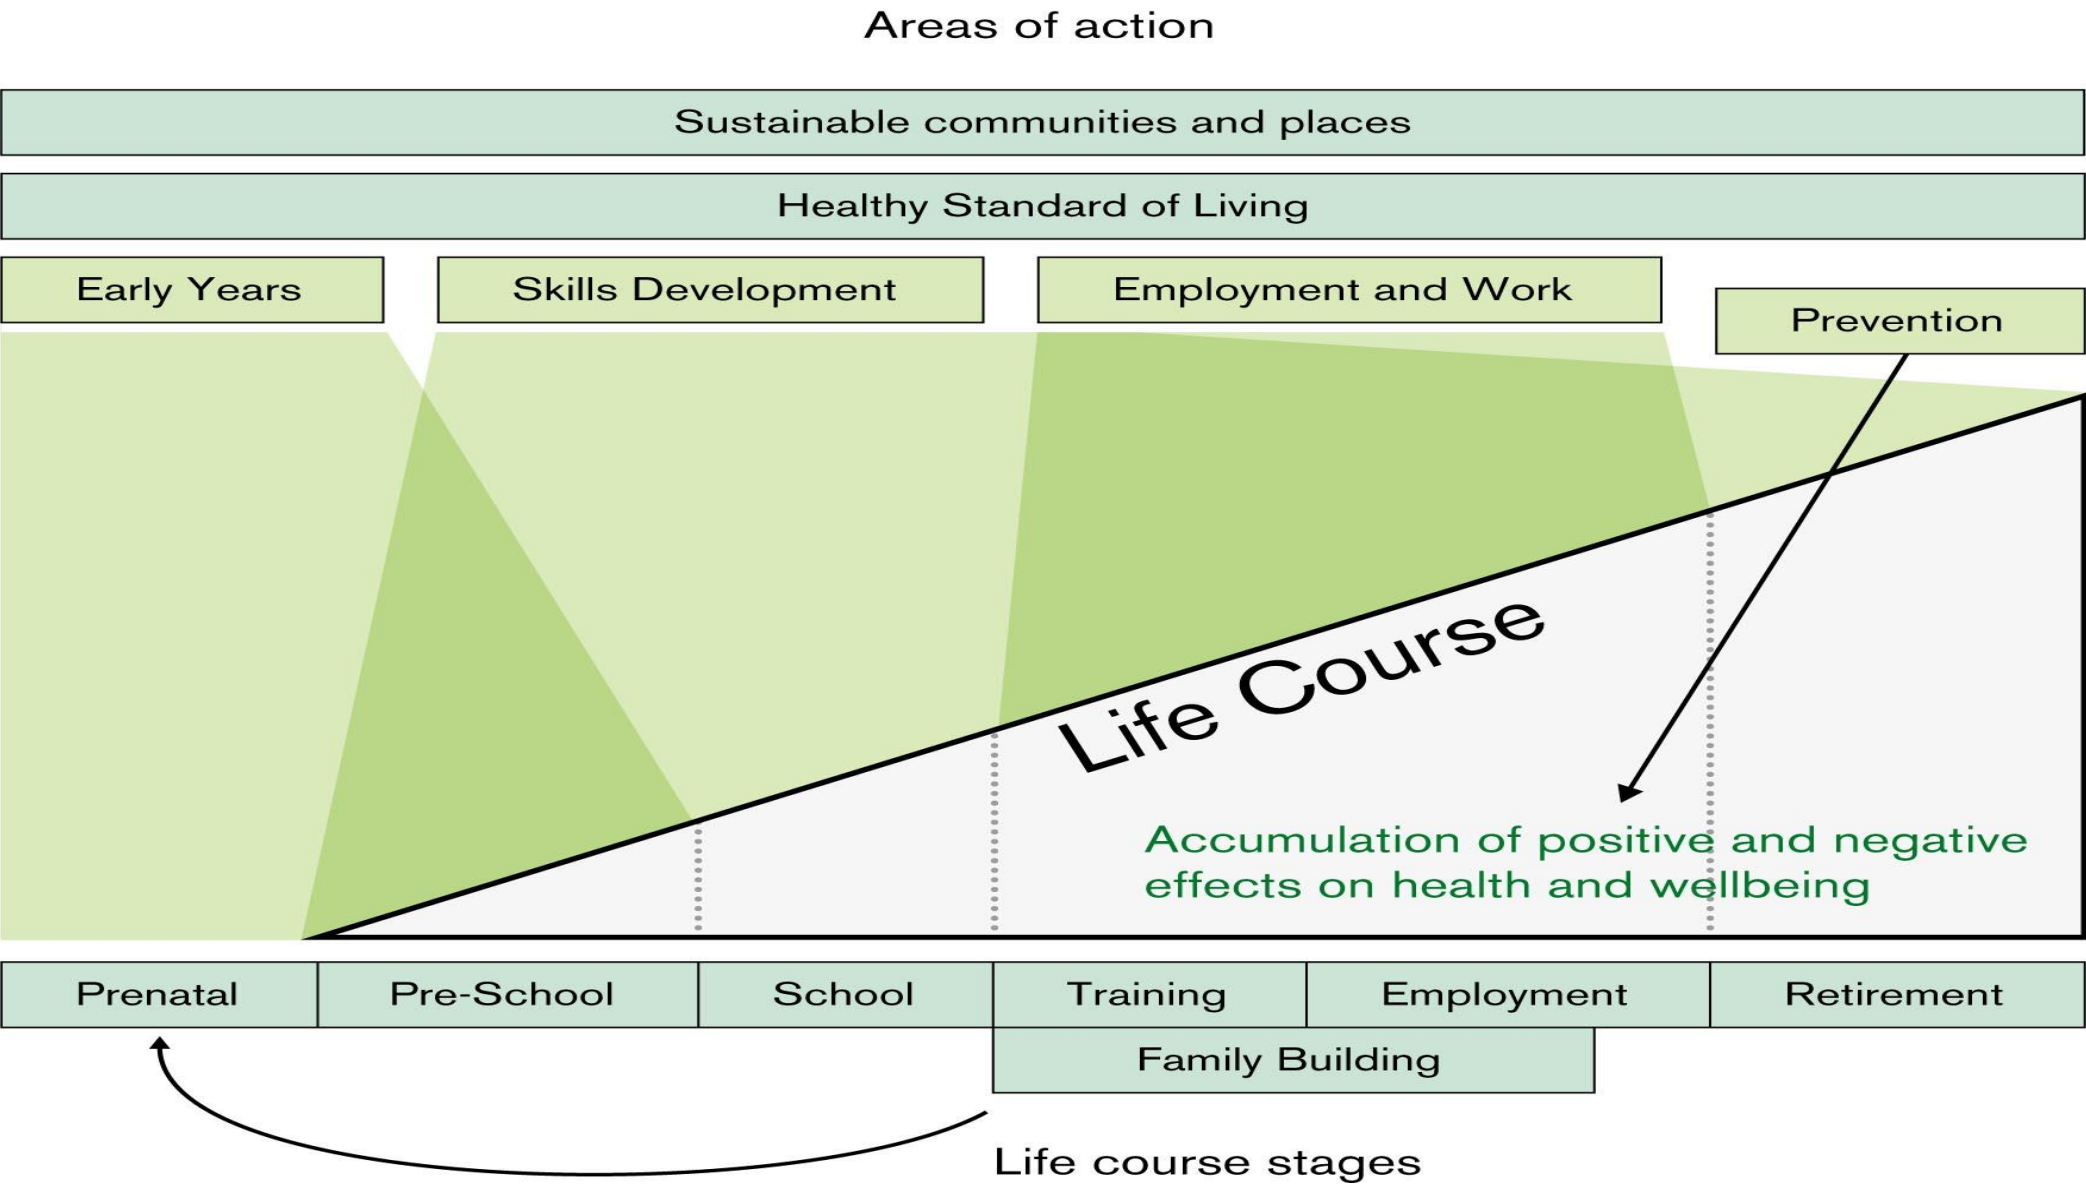 Areas of action
Sustainable communities and places
Healthy Standard of Living
Early Years
Skills Development
Employment and Work
Prevention
Life Course
Accumulation of positive and negative
effects on health and wellbeing
Prenatal
Pre-School
School
Training
Employment
Retirement
Family Building
Life course stages